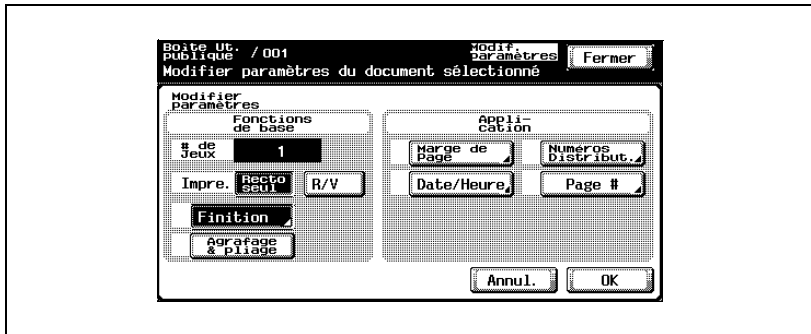 Boîte Ut. publique / 001
Modif. Paramètres
Fermer
Modifier paramètres du document sélectionné
Modifier paramètres
Fonctions de base
Appli-
cation
# de Jeux
1
Marge de Page
Numéros Distribut.
Impre.
Recto seul
R/V
Date/Heure
Page #
Finition
Agrafage & pliage
Annul.
OK